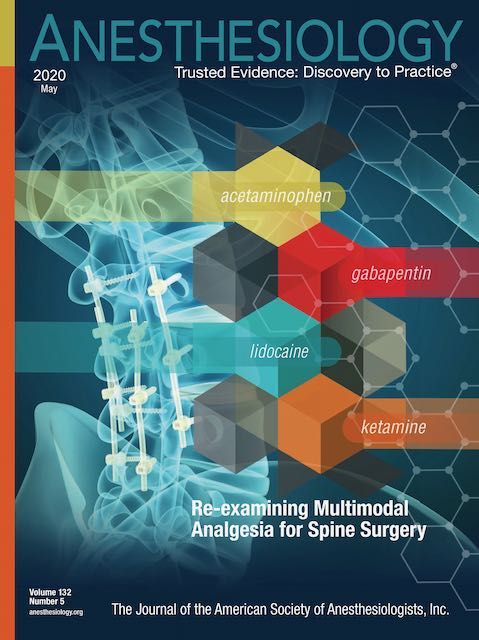 ANESTHESIOLOGY
Trusted Evidence: Discovery to Practice®
2020
May
acetaminophen
gabapentin
lidocaine
ketamine
Re-examining Multimodal
Analgesia for Spine Surgery
Volume 132
Number 5
anesthesiology.org
The Journal of the American Society of Anesthesiologists, Inc.